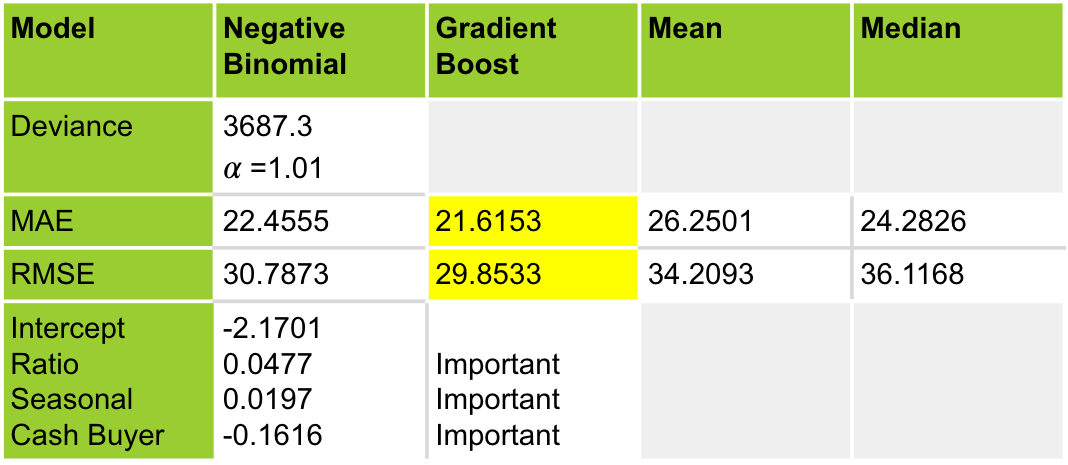 Model Negative Binomial Gradient Boost Mean Median
Deviance 3687.3
α =1.01
MAE 22.4555 21.6153 26.2501 24.2826
RMSE 30.7873 29.8533 34.2093 36.1168
Intercept -2.1701
Ratio 0.0477 Important
Seasonal 0.0197 Important
Cash Buyer -0.1616 Important